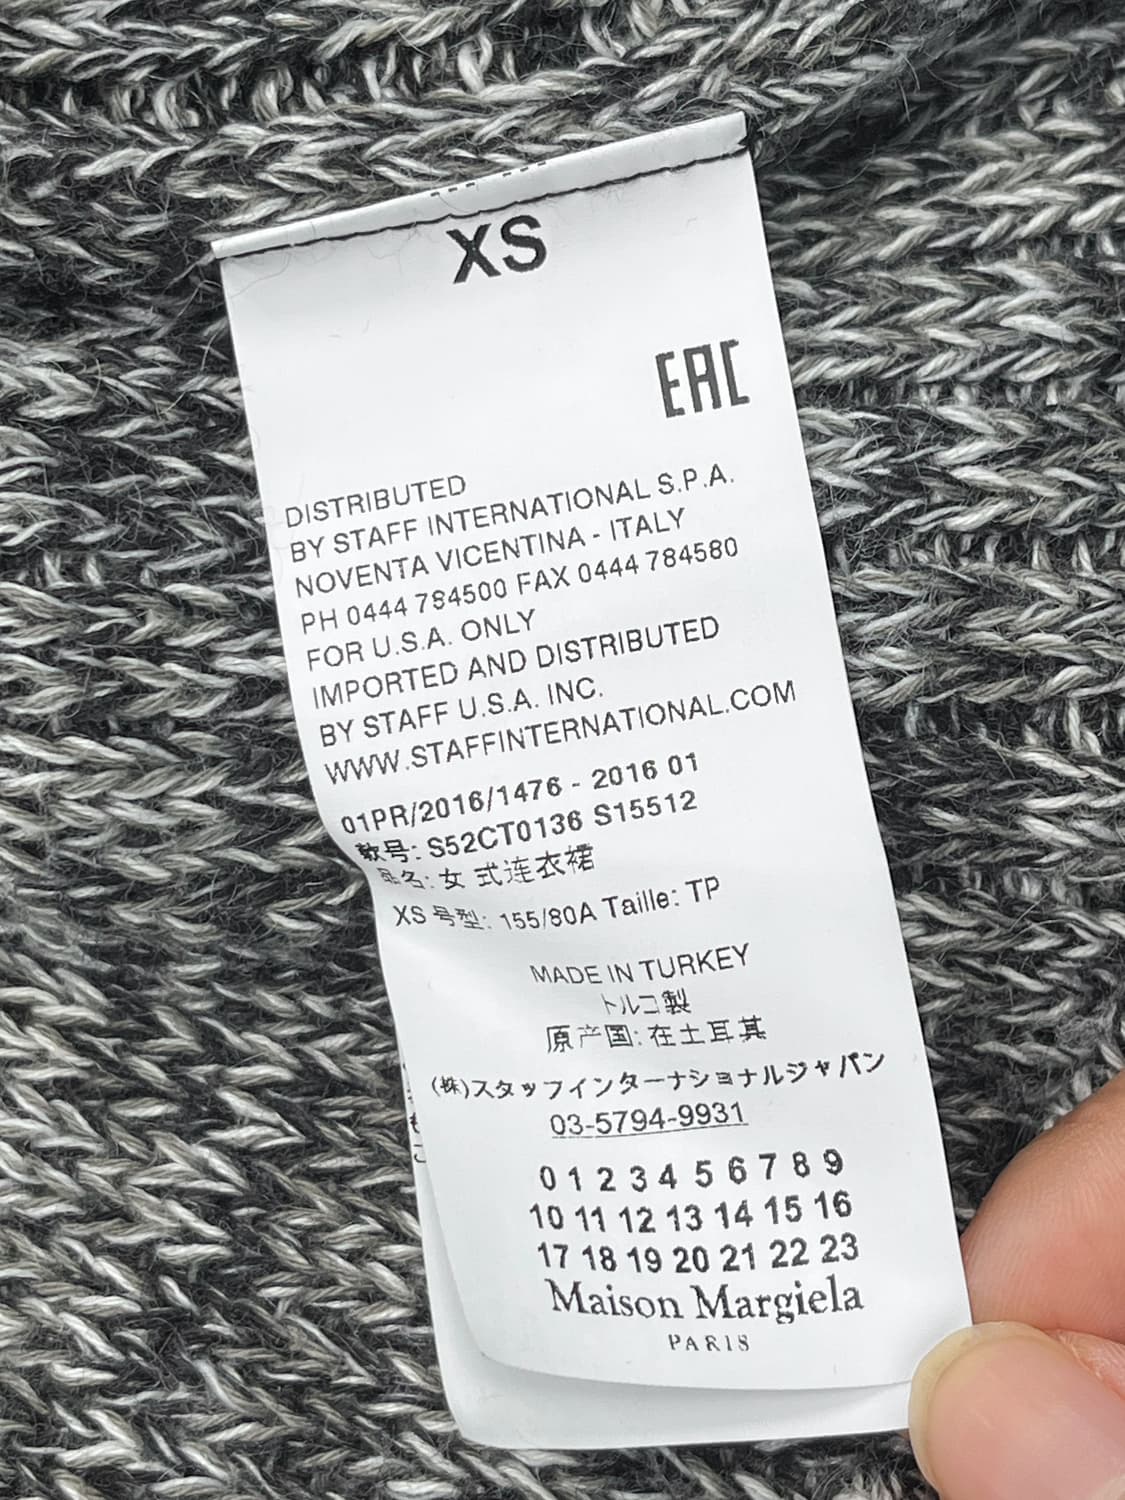 XS
EAC
DISTRIBUTED
BY STAFF INTERNATIONAL S.P.A.
NOVENTA VICENTINA - ITALY
PH 0444 784500 FAX 0444 784580
FOR U.S.A. ONLY
IMPORTED AND DISTRIBUTED
BY STAFF U.S.A. INC.
WWW.STAFFINTERNATIONAL.COM
01PR/2016/1476 - 2016 01
款号: S52CT0136 S15512
品名: 女式连衣裙
XS 号型: 155/80A Taille: TP
MADE IN TURKEY
トルコ製
原产国: 在土耳其
(株)スタッフインターナショナルジャパン
03-5794-9931
0 1 2 3 4 5 6 7 8 9
10 11 12 13 14 15 16
17 18 19 20 21 22 23
Maison Margiela
PARIS